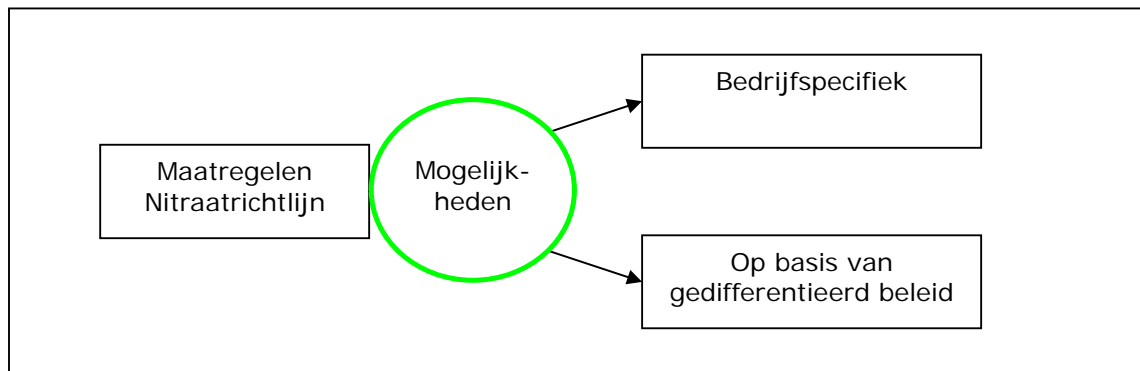 Maatregelen
Nitraatrichtlijn
Mogelijk-
heden
Bedrijfspecifiek
Op basis van
gedifferentieerd beleid